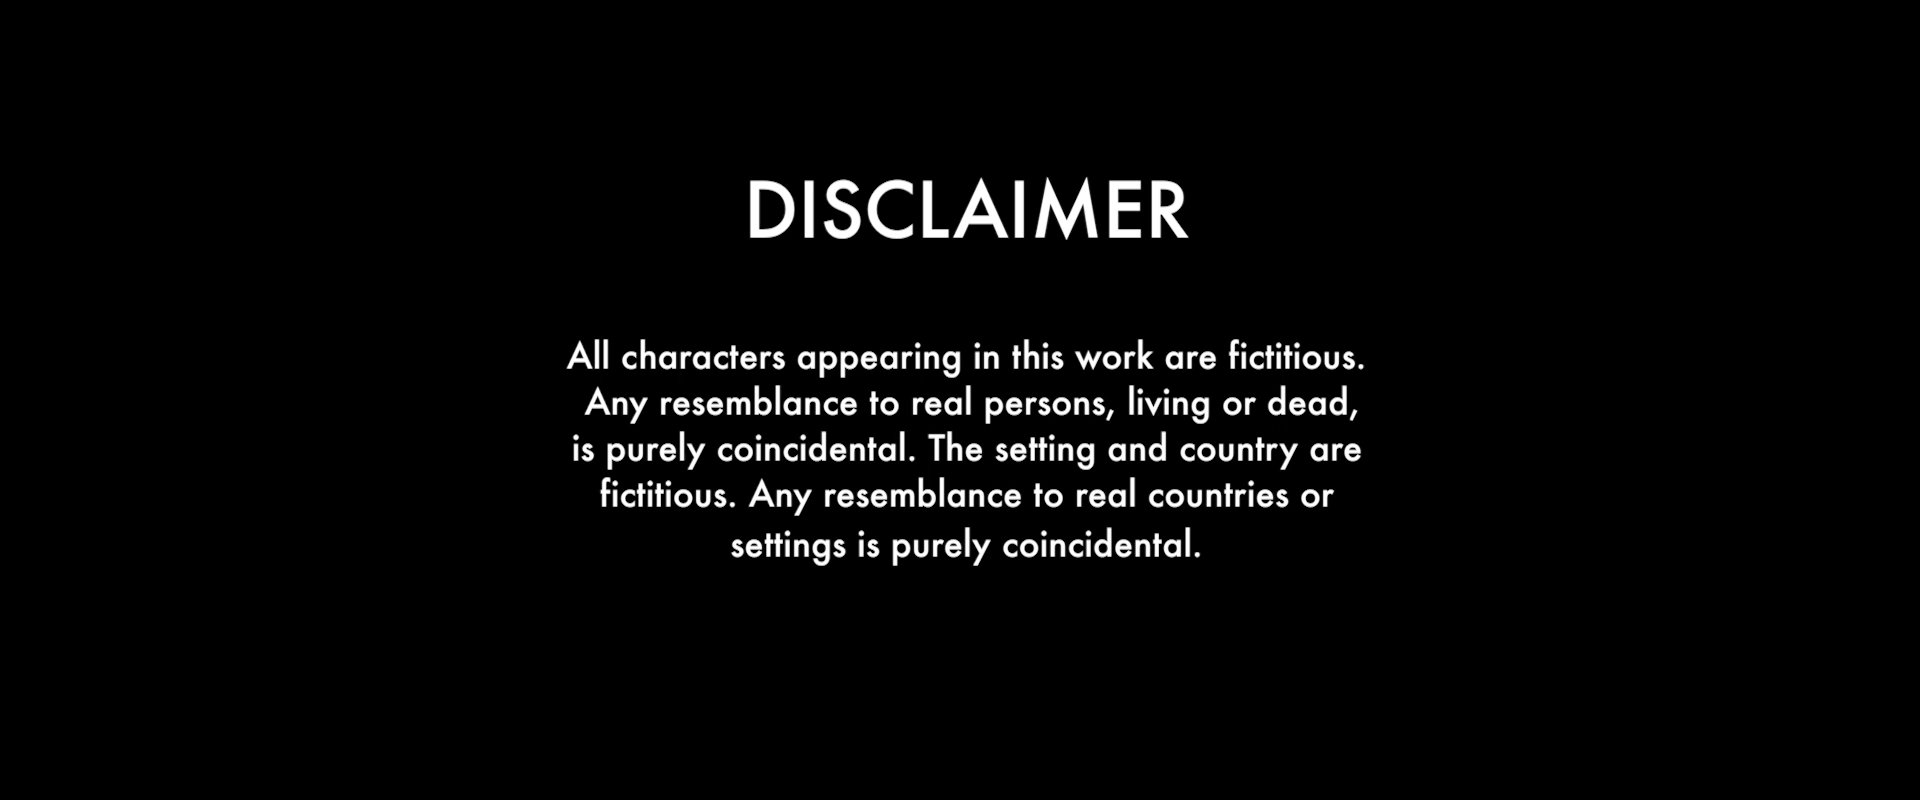 DISCLAIMER
All characters appearing in this work are fictitious.
Any resemblance to real persons, living or dead,
is purely coincidental. The setting and country are
fictitious. Any resemblance to real countries or
settings is purely coincidental.